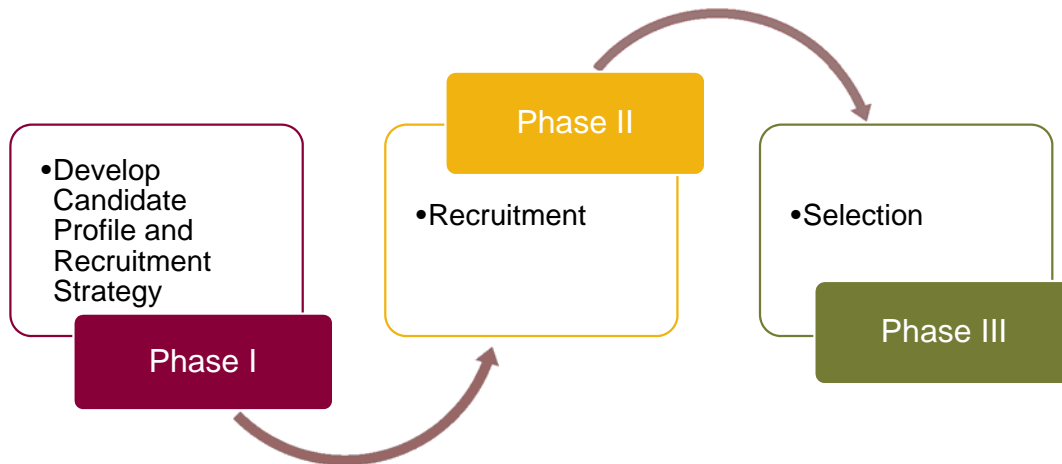 •Develop
Candidate
Profile and
Recruitment
Strategy
Phase I
Phase II
•Recruitment
•Selection
Phase III